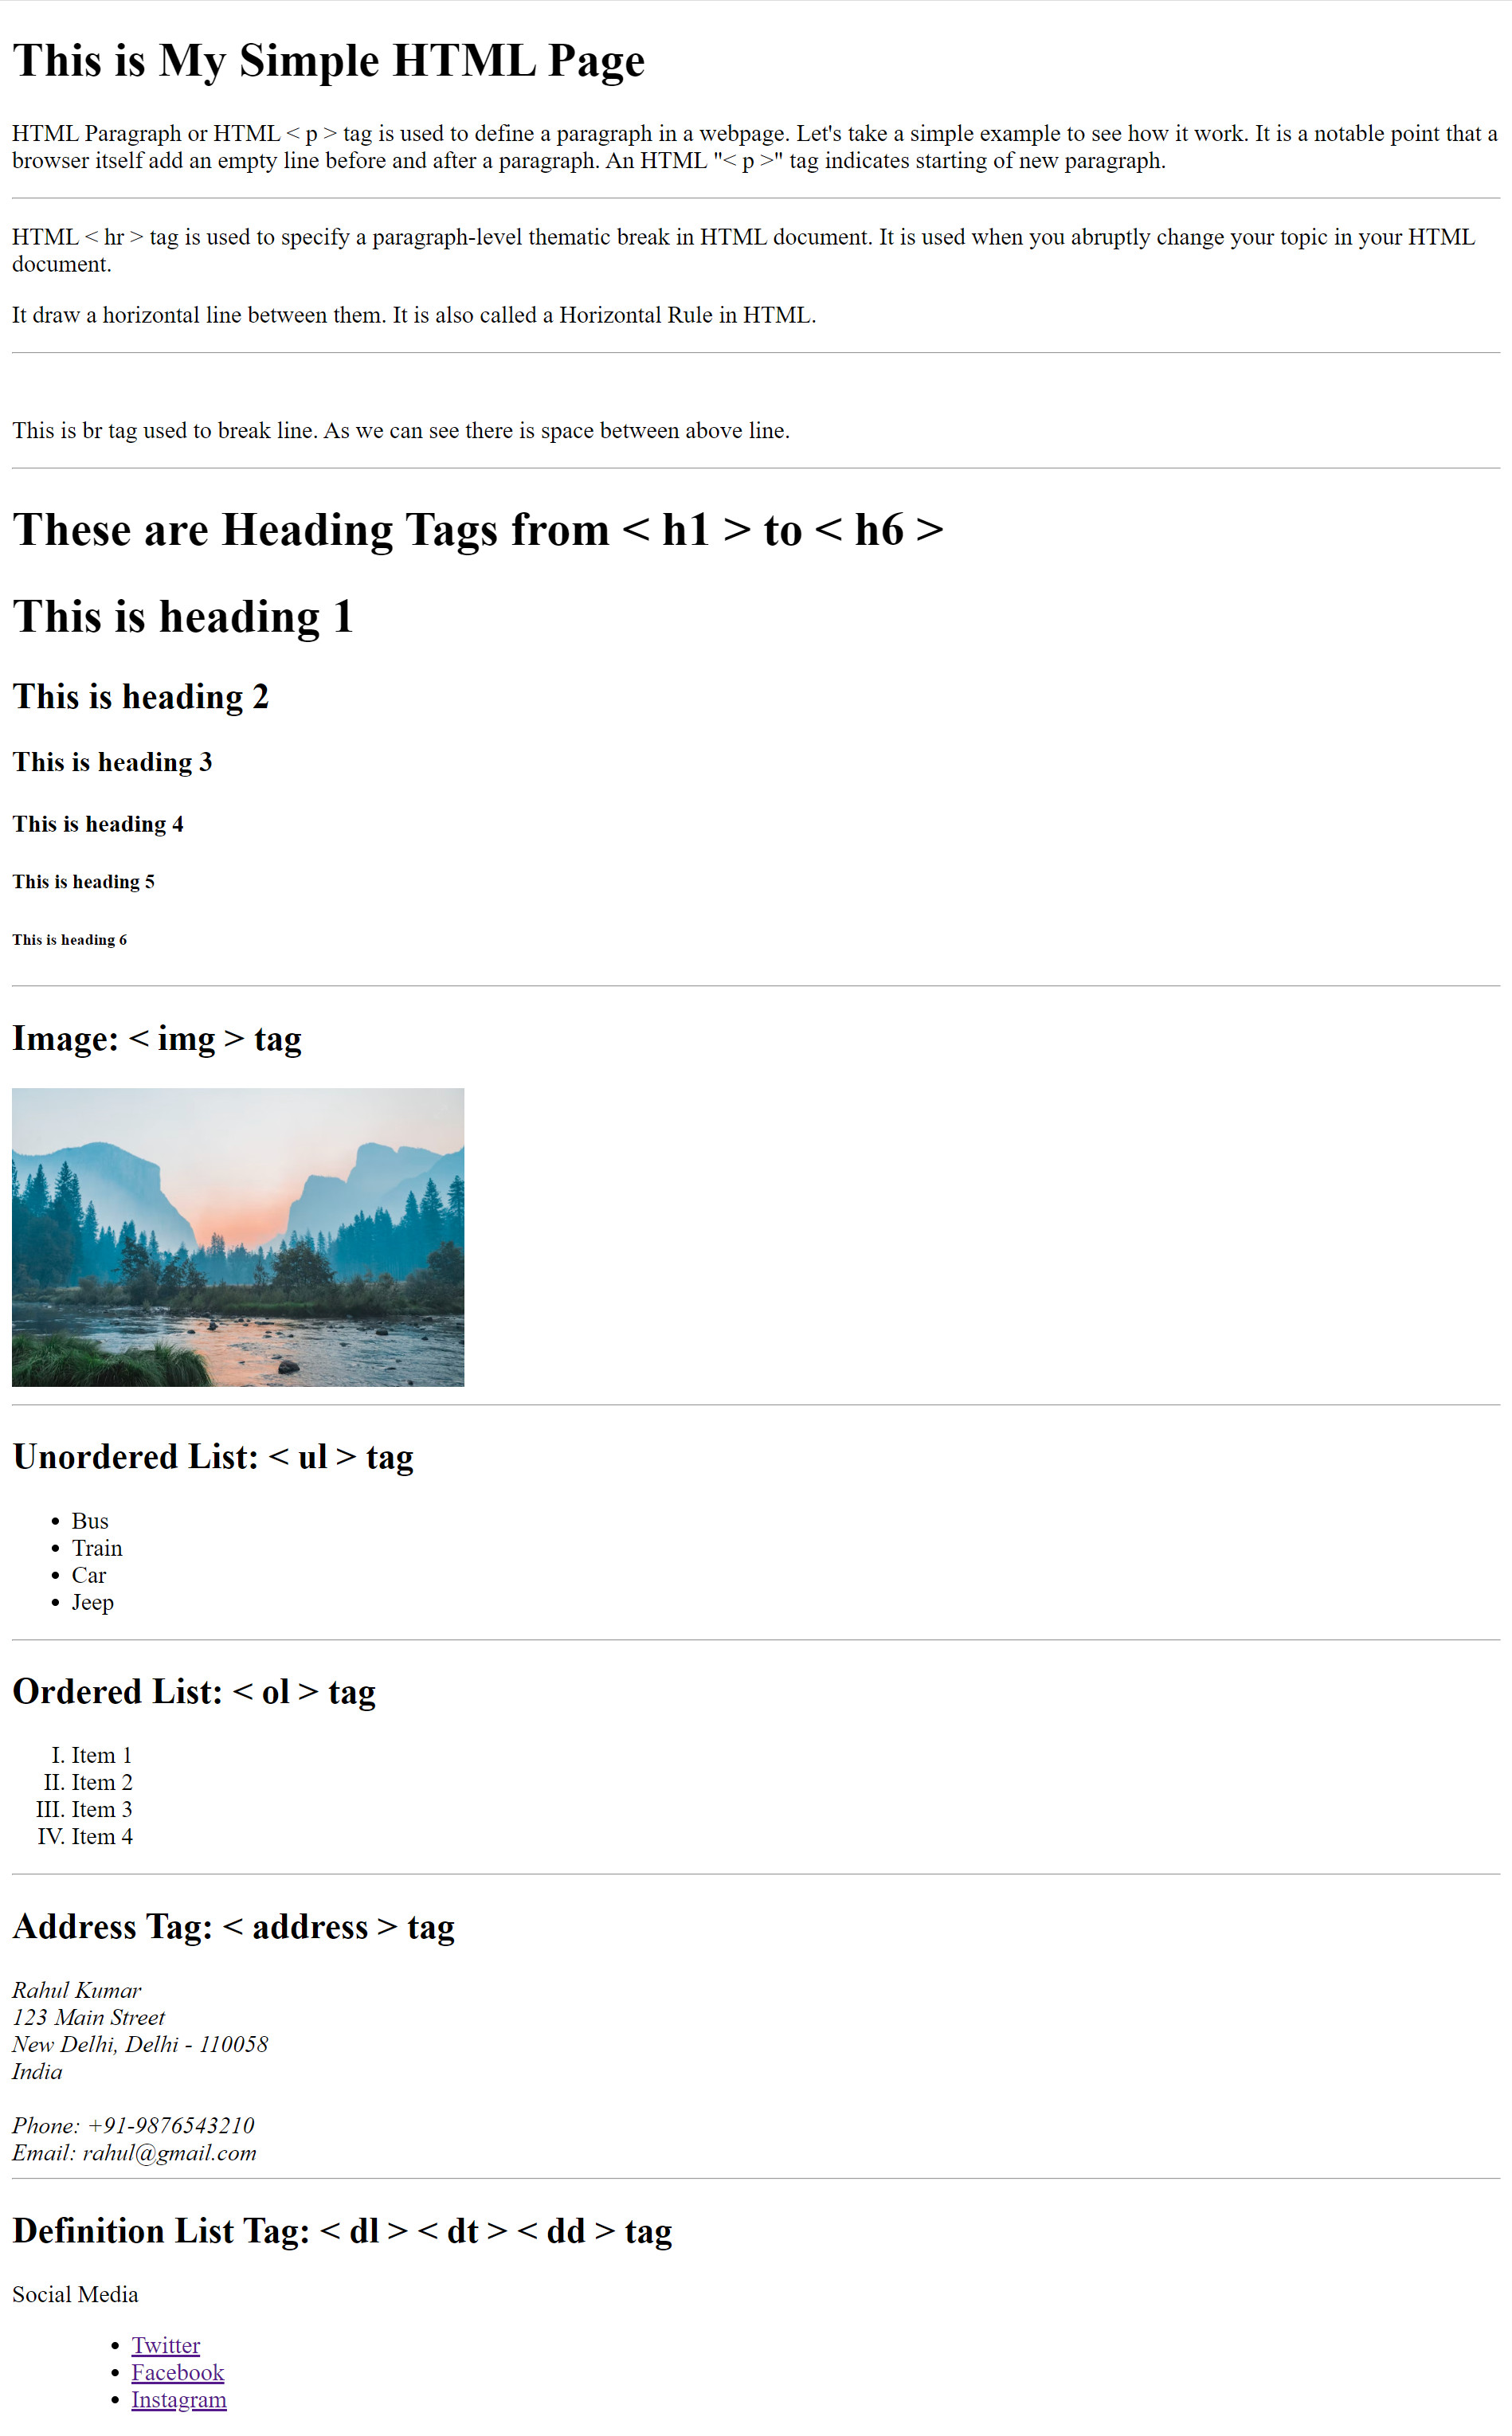 This is My Simple HTML Page
HTML Paragraph or HTML < p > tag is used to define a paragraph in a webpage. Let's take a simple example to see how it work. It is a notable point that a
browser itself add an empty line before and after a paragraph. An HTML "< p >" tag indicates starting of new paragraph.
HTML < hr > tag is used to specify a paragraph-level thematic break in HTML document. It is used when you abruptly change your topic in your HTML
document.
It draw a horizontal line between them. It is also called a Horizontal Rule in HTML.
This is br tag used to break line. As we can see there is space between above line.
These are Heading Tags from < h1 > to < h6 >
This is heading 1
This is heading 2
This is heading 3
This is heading 4
This is heading 5
This is heading 6
Image: < img > tag
Unordered List: < ul > tag
• Bus
• Train
• Car
• Jeep
Ordered List: < ol > tag
I. Item 1
II. Item 2
III. Item 3
IV. Item 4
Address Tag: < address > tag
Rahul Kumar
123 Main Street
New Delhi, Delhi - 110058
India
Phone: +91-9876543210
Email: rahul@gmail.com
Definition List Tag: < dl > < dt > < dd > tag
Social Media
• Twitter
• Facebook
• Instagram